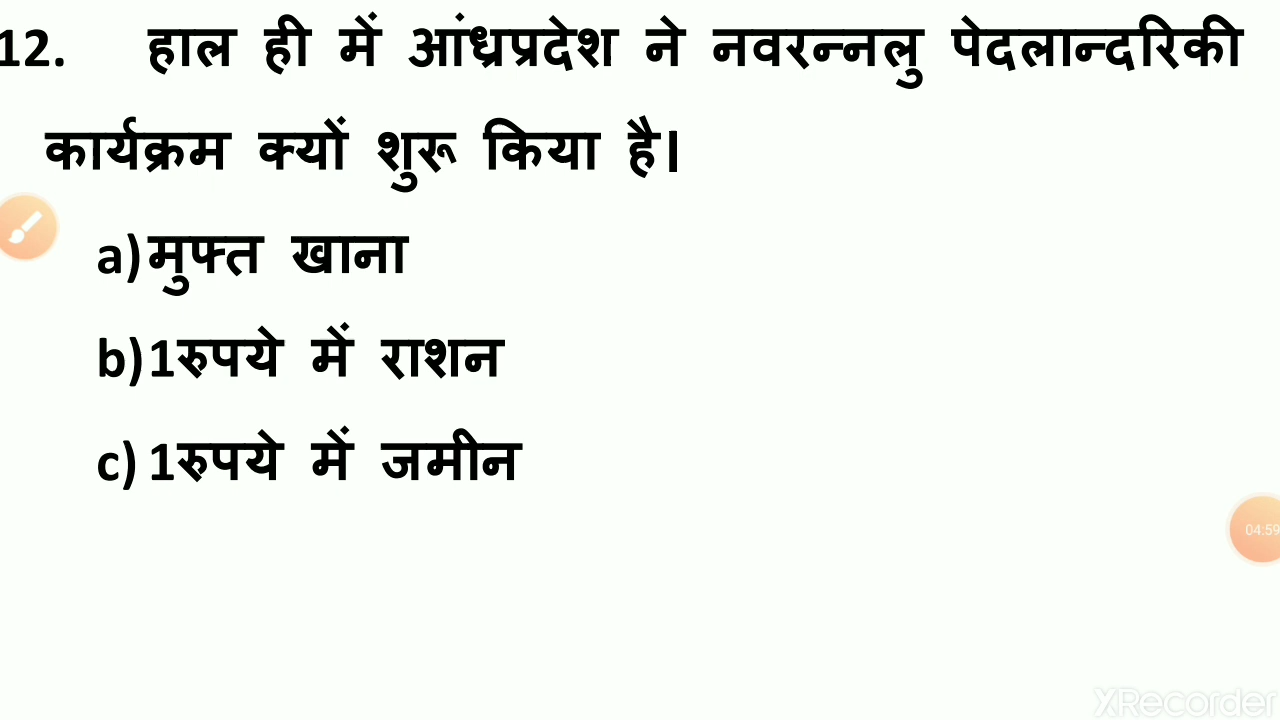 12. हाल ही में आंध्रप्रदेश ने नवरन्नलु पेदलान्दरिकी
कार्यक्रम क्यों शुरू किया है।
a)मुफ्त खाना
b)1रुपये में राशन
c)1रुपये में जमीन
04:59
XRecorder